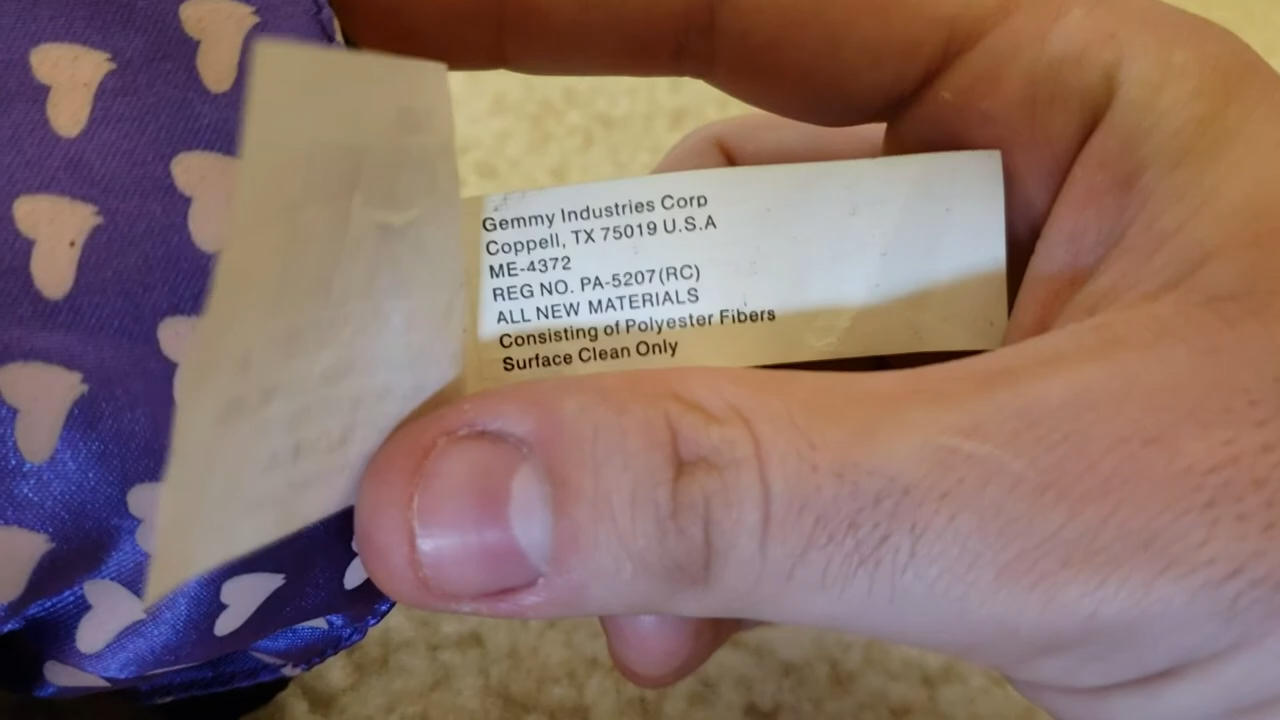 Gemmy Industries Corp
Coppell, TX 75019 U.S.A
ME-4372
REG NO. PA-5207(RC)
ALL NEW MATERIALS
Consisting of Polyester Fibers
Surface Clean Only